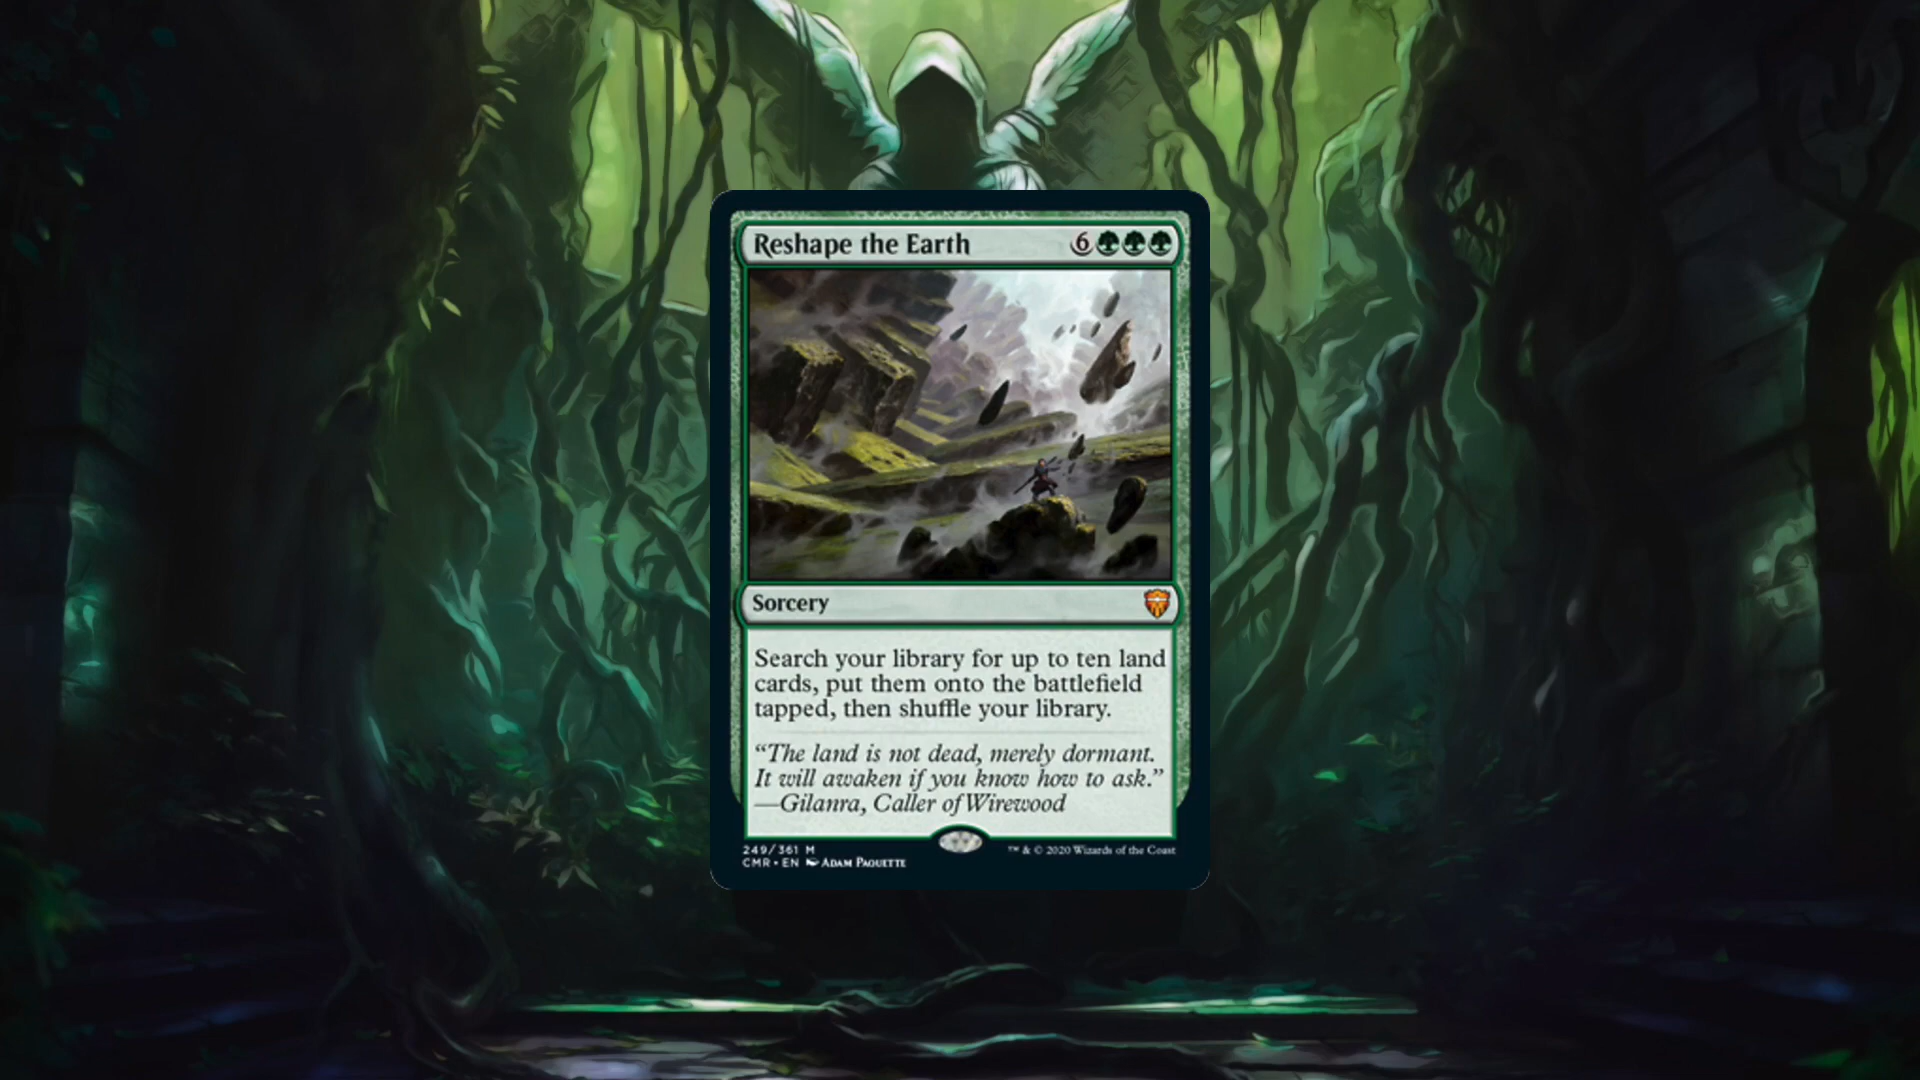 Reshape the Earth 6
Sorcery
Search your library for up to ten land
cards, put them onto the battlefield
tapped, then shuffle your library.
“The land is not dead, merely dormant.
It will awaken if you know how to ask.”
—Gilanra, Caller of Wirewood
249/361 M
CMR • EN Adam Paquette
™ & © 2020 Wizards of the Coast